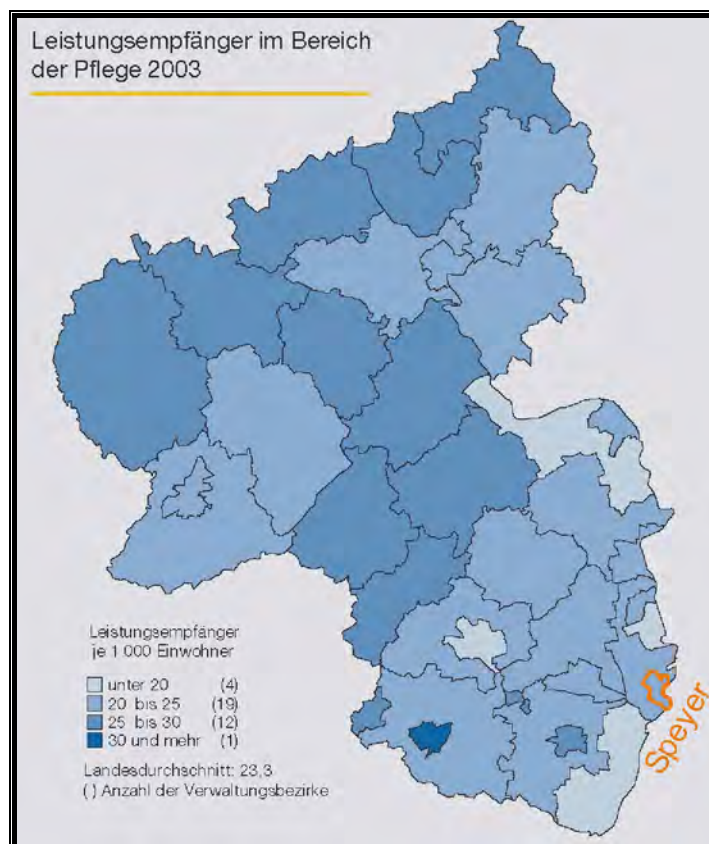 Leistungsempfänger im Bereich
der Pflege 2003
Speyer
Leistungsempfänger
je 1 000 Einwohner
unter 20 (4)
20 bis 25 (19)
25 bis 30 (12)
30 und mehr (1)
Landesdurchschnitt: 23,3
( ) Anzahl der Verwaltungsbezirke